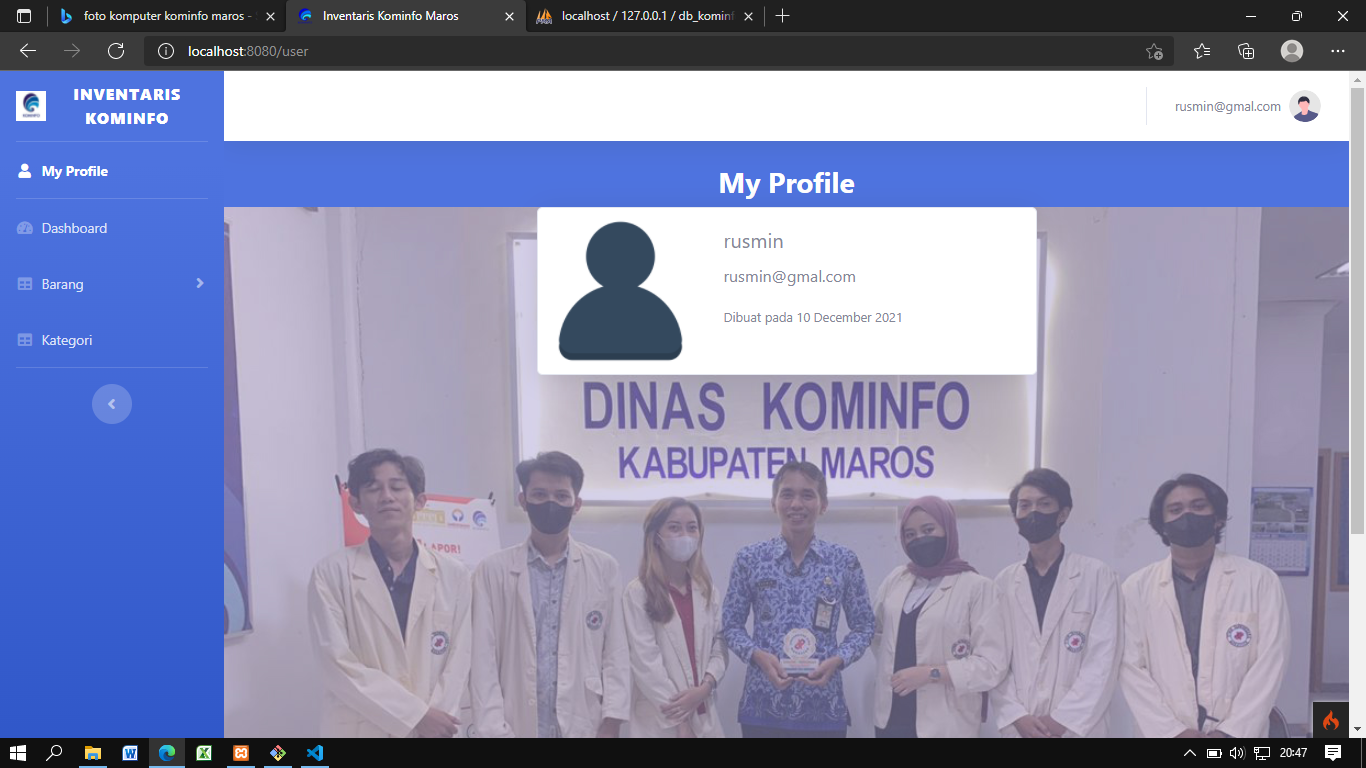 foto komputer kominfo maros -
Inventaris Kominfo Maros
localhost / 127.0.0.1 / db_kominf
localhost:8080/user
INVENTARIS
KOMINFO
rusmin@gmal.com
My Profile
Dashboard
Barang
Kategori
My Profile
rusmin
rusmin@gmal.com
Dibuat pada 10 December 2021
DINAS KOMINFO
KABUPATEN MAROS
LAPOR!
20:47